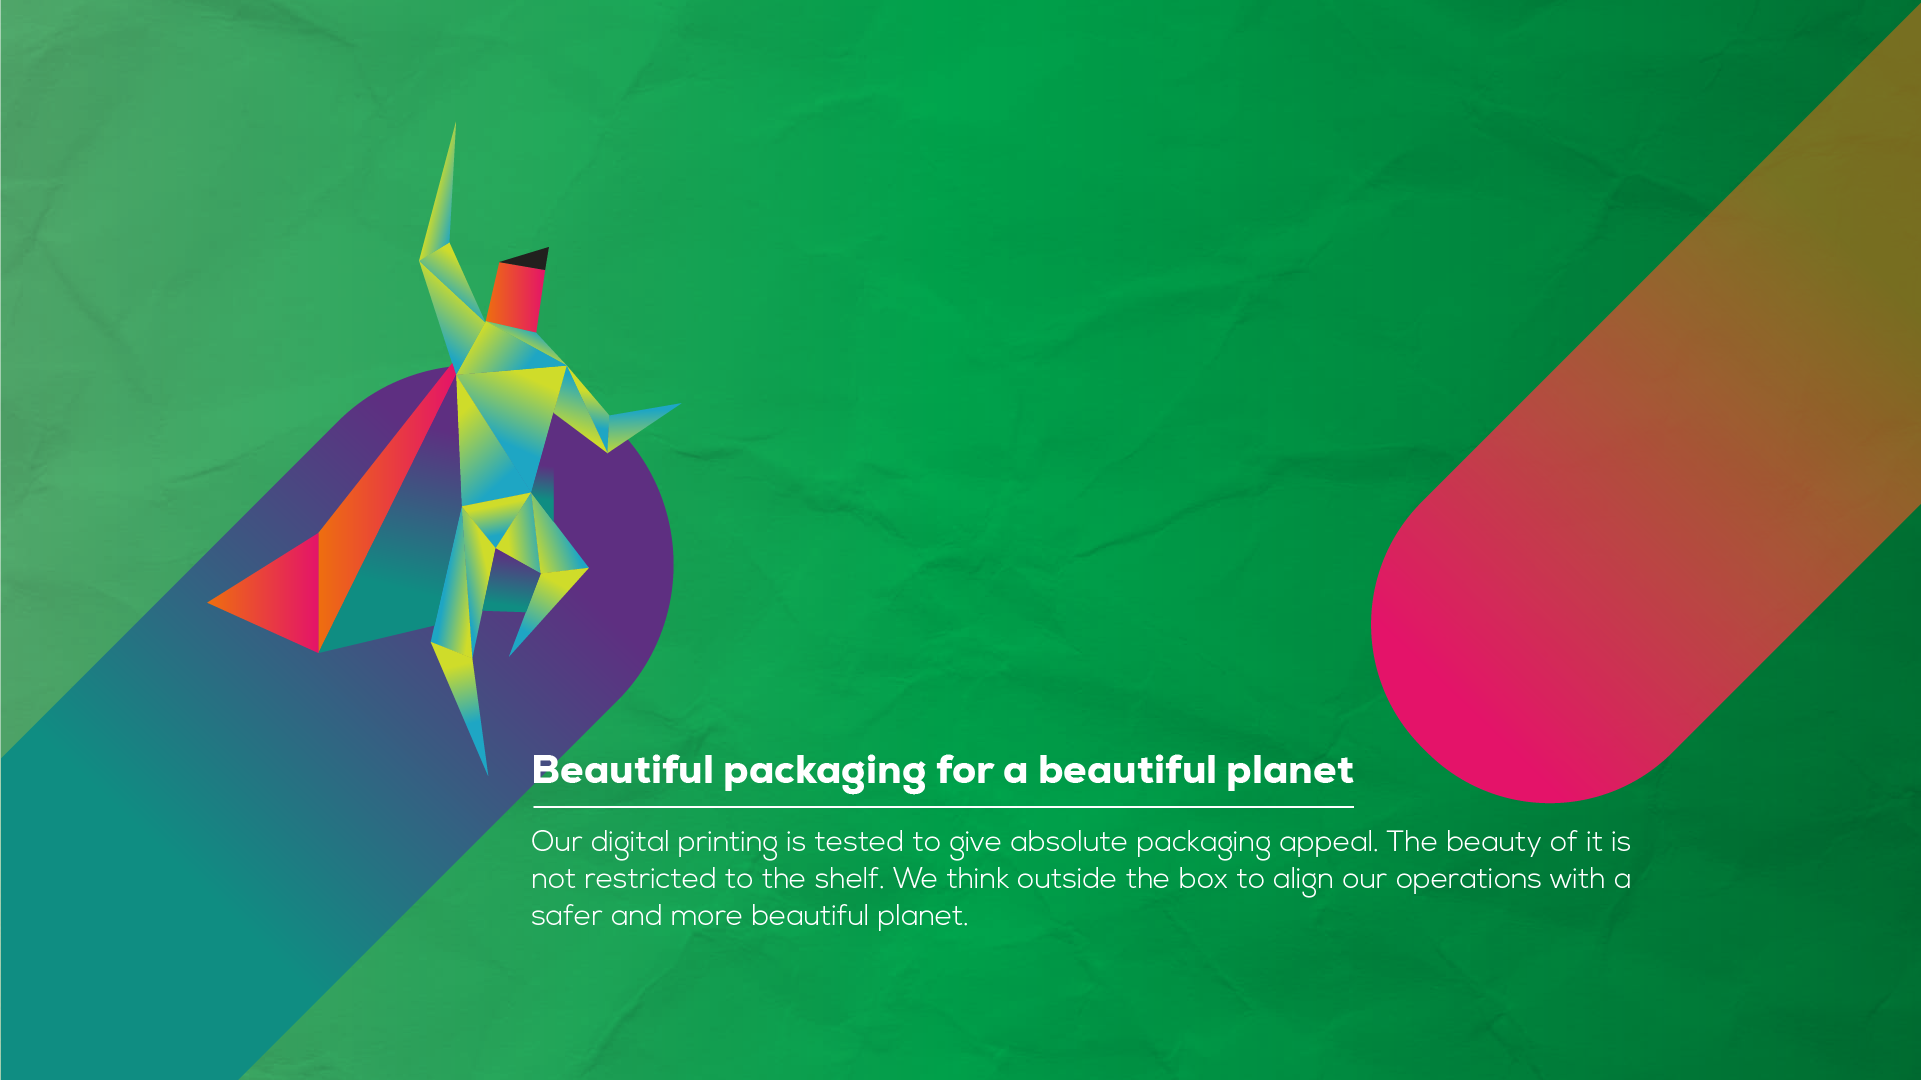 Beautiful packaging for a beautiful planet
Our digital printing is tested to give absolute packaging appeal. The beauty of it is
not restricted to the shelf. We think outside the box to align our operations with a
safer and more beautiful planet.